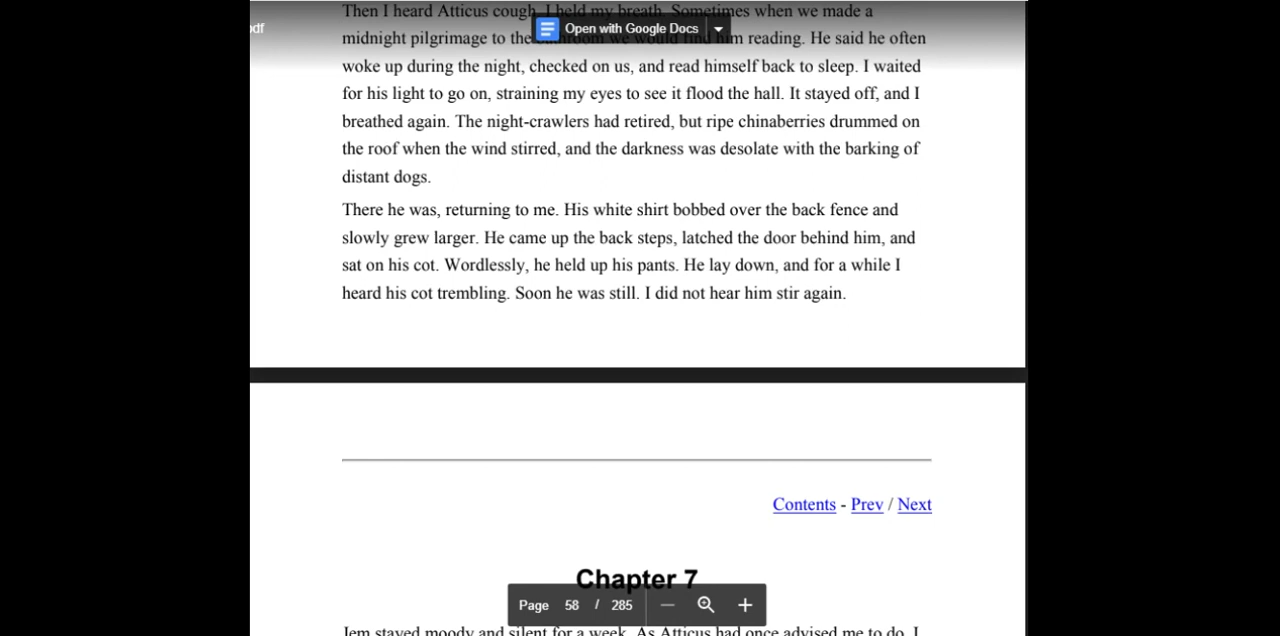 Then I heard Atticus cough. I held my breath. Sometimes when we made a
df
Open with Google Docs
midnight pilgrimage to the bathroom we would find him reading. He said he often
woke up during the night, checked on us, and read himself back to sleep. I waited
for his light to go on, straining my eyes to see it flood the hall. It stayed off, and I
breathed again. The night-crawlers had retired, but ripe chinaberries drummed on
the roof when the wind stirred, and the darkness was desolate with the barking of
distant dogs.
There he was, returning to me. His white shirt bobbed over the back fence and
slowly grew larger. He came up the back steps, latched the door behind him, and
sat on his cot. Wordlessly, he held up his pants. He lay down, and for a while I
heard his cot trembling. Soon he was still. I did not hear him stir again.
Contents - Prev / Next
Chapter 7
Page 58 / 285
Jem stayed moody and silent for a week. As Atticus had once advised me to do, I